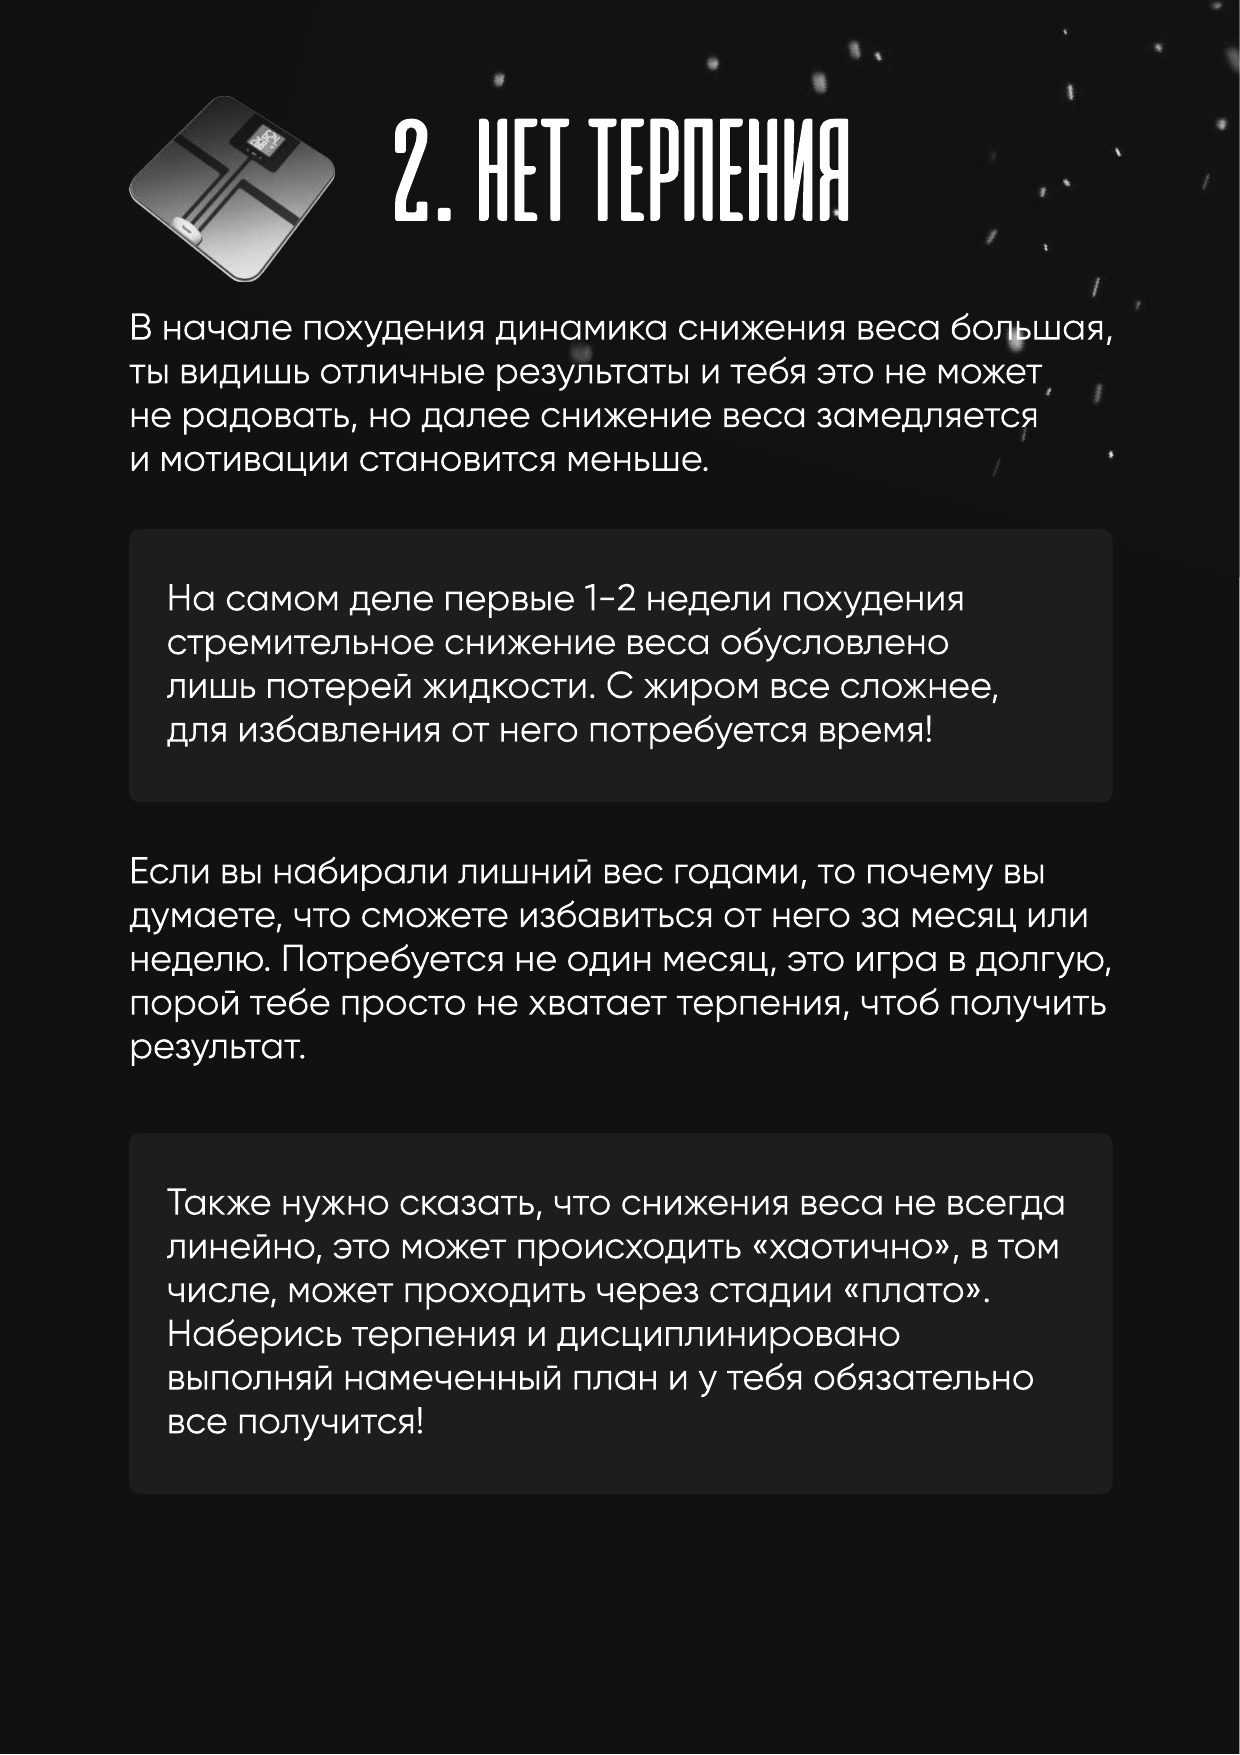 2. НЕТ ТЕРПЕНИЯ
В начале похудения динамика снижения веса большая,
ты видишь отличные результаты и тебя это не может
не радовать, но далее снижение веса замедляется
и мотивации становится меньше.
На самом деле первые 1-2 недели похудения
стремительное снижение веса обусловлено
лишь потерей жидкости. С жиром все сложнее,
для избавления от него потребуется время!
Если вы набирали лишний вес годами, то почему вы
думаете, что сможете избавиться от него за месяц или
неделю. Потребуется не один месяц, это игра в долгую,
порой тебе просто не хватает терпения, чтоб получить
результат.
Также нужно сказать, что снижения веса не всегда
линейно, это может происходить «хаотично», в том
числе, может проходить через стадии «плато».
Наберись терпения и дисциплинировано
выполняй намеченный план и у тебя обязательно
все получится!